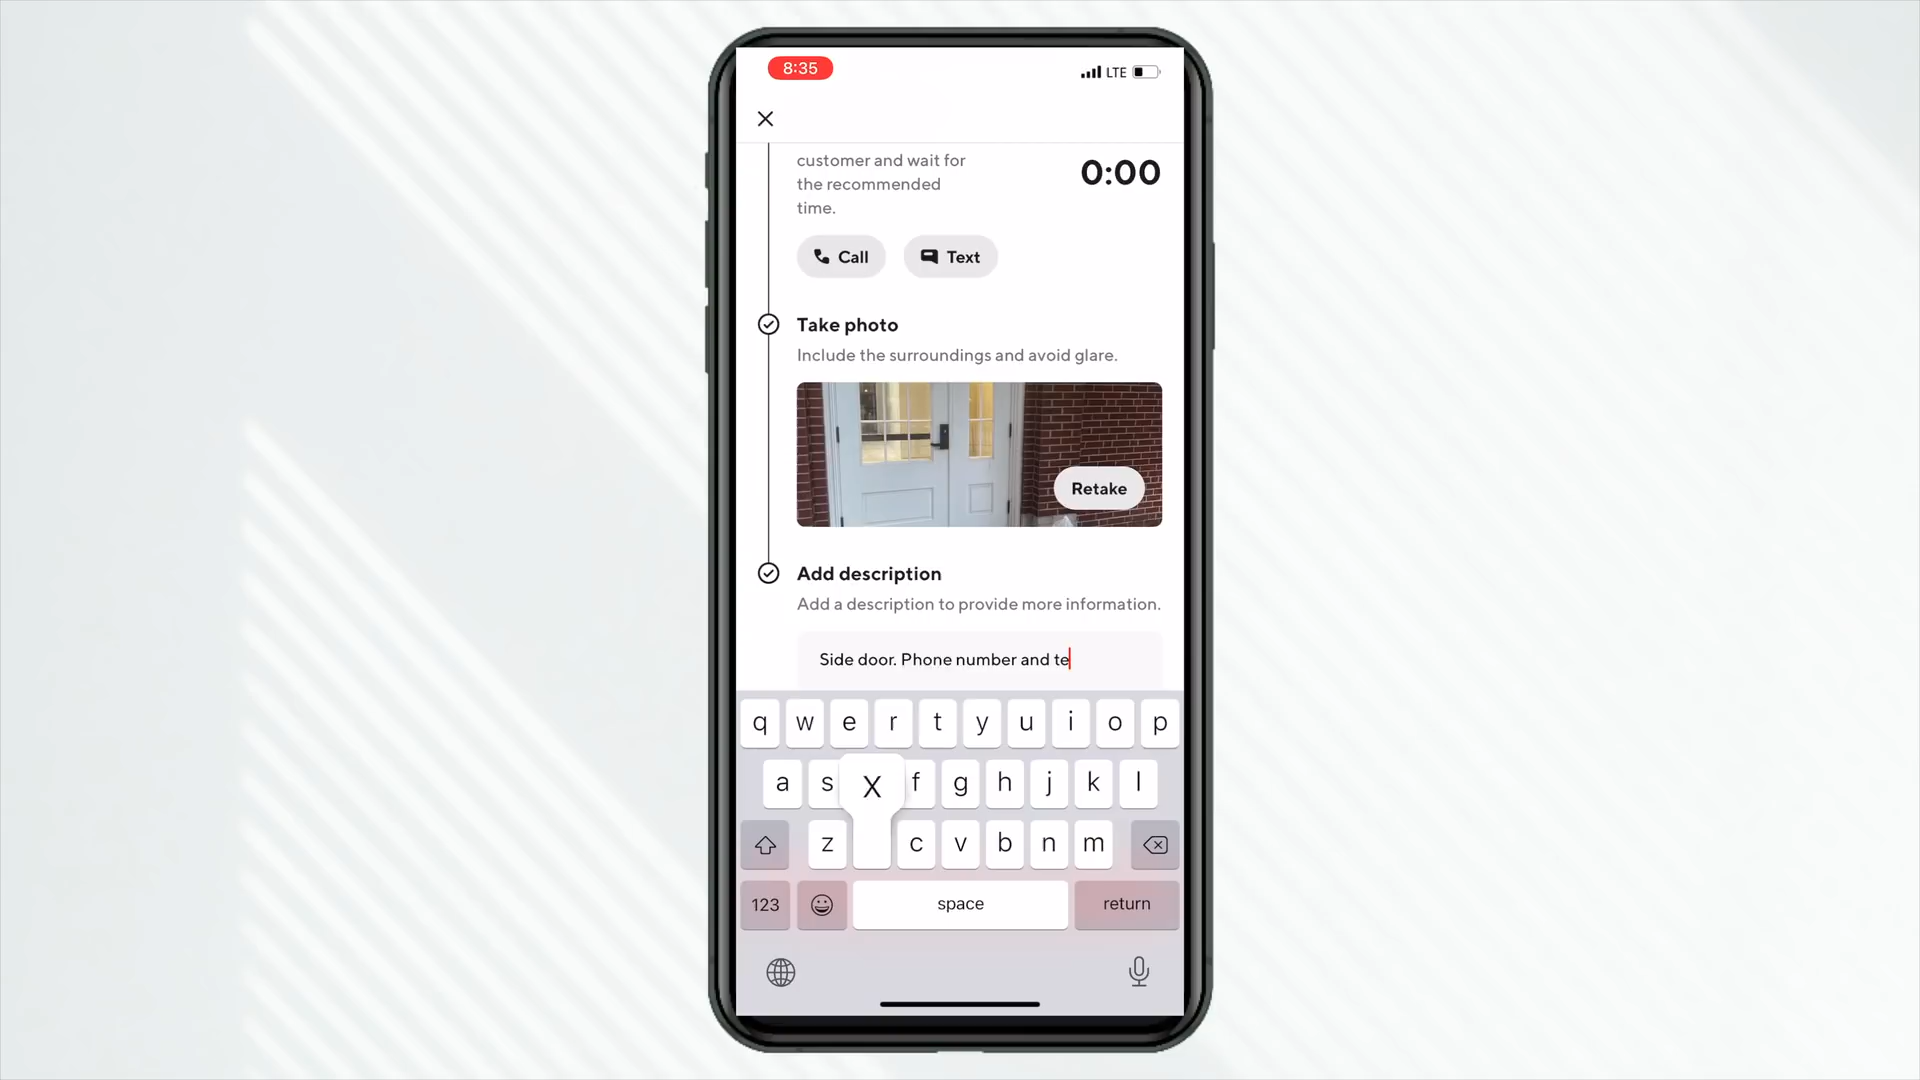 8:35
LTE
customer and wait for
the recommended
time.
0:00
Call
Text
Take photo
Include the surroundings and avoid glare.
Retake
Add description
Add a description to provide more information.
Side door. Phone number and te
q w e r t y u i o p
a s X f g h j k l
z c v b n m
123 space return